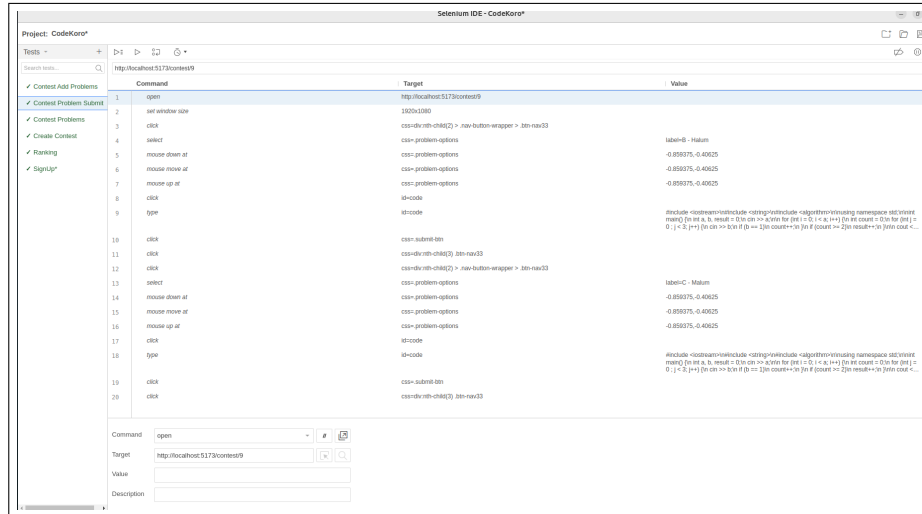 Selenium IDE - CodeKoro*
Project: CodeKoro*
Tests
Search tests...
http://localhost:5173/contest/9
✓ Contest Add Problems
✓ Contest Problem Submit
✓ Contest Problems
✓ Create Contest
✓ Ranking
✓ SignUp*
Command Target Value
1 open http://localhost:5173/contest/9
2 set window size 1920x1080
3 click css=div:nth-child(2) > .nav-button-wrapper > .btn-nav33
4 select css=.problem-options label=B - Halum
5 mouse down at css=.problem-options -0.859375,-0.40625
6 mouse move at css=.problem-options -0.859375,-0.40625
7 mouse up at css=.problem-options -0.859375,-0.40625
8 click id=code
9 type id=code #include <iostream>\n#include <string>\n#include <algorithm>\n\nusing namespace std;\n\nint
main() {\n int a, b, result = 0;\n cin >> a;\n\n for (int i = 0; i < a; i++) {\n int count = 0;\n for (int j =
0 ; j < 3; j++) {\n cin >> b;\n if (b == 1)\n count++;\n }\n if (count >= 2)\n result++;\n }\n\n cout <...
10 click css=.submit-btn
11 click css=div:nth-child(3) .btn-nav33
12 click css=div:nth-child(2) > .nav-button-wrapper > .btn-nav33
13 select css=.problem-options label=C - Malum
14 mouse down at css=.problem-options -0.859375,-0.40625
15 mouse move at css=.problem-options -0.859375,-0.40625
16 mouse up at css=.problem-options -0.859375,-0.40625
17 click id=code
18 type id=code #include <iostream>\n#include <string>\n#include <algorithm>\n\nusing namespace std;\n\nint
main() {\n int a, b, result = 0;\n cin >> a;\n\n for (int i = 0; i < a; i++) {\n int count = 0;\n for (int j =
0 ; j < 3; j++) {\n cin >> b;\n if (b == 1)\n count++;\n }\n if (count >= 2)\n result++;\n }\n\n cout <...
19 click css=.submit-btn
20 click css=div:nth-child(3) .btn-nav33
Command open //
Target http://localhost:5173/contest/9
Value
Description